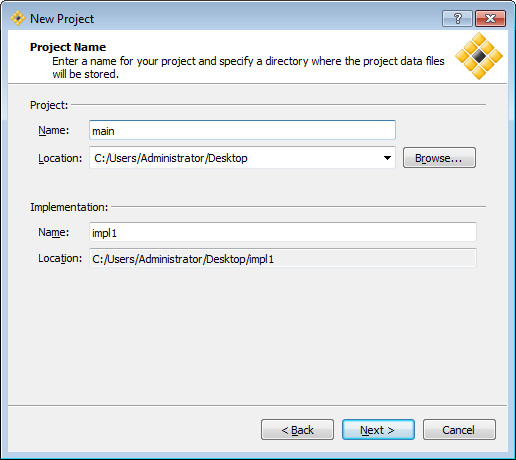 New Project
Project Name
Enter a name for your project and specify a directory where the project data files
will be stored.
Project:
Name: main
Location: C:/Users/Administrator/Desktop Browse...
Implementation:
Name: impl1
Location: C:/Users/Administrator/Desktop/impl1
< Back Next > Cancel